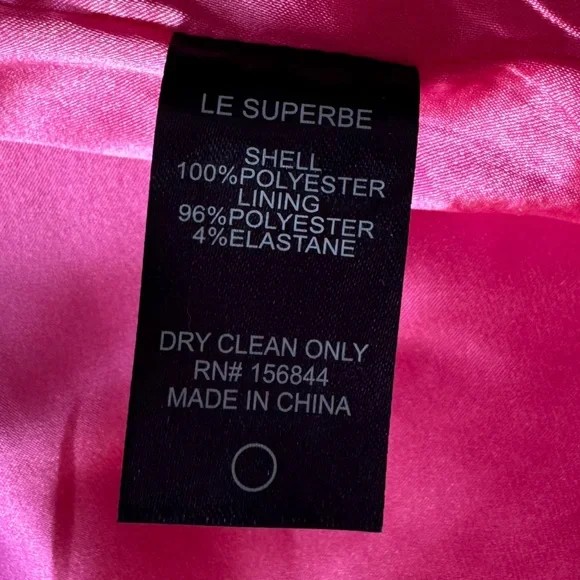 LE SUPERBE
SHELL
100%POLYESTER
LINING
96%POLYESTER
4%ELASTANE
DRY CLEAN ONLY
RN# 156844
MADE IN CHINA